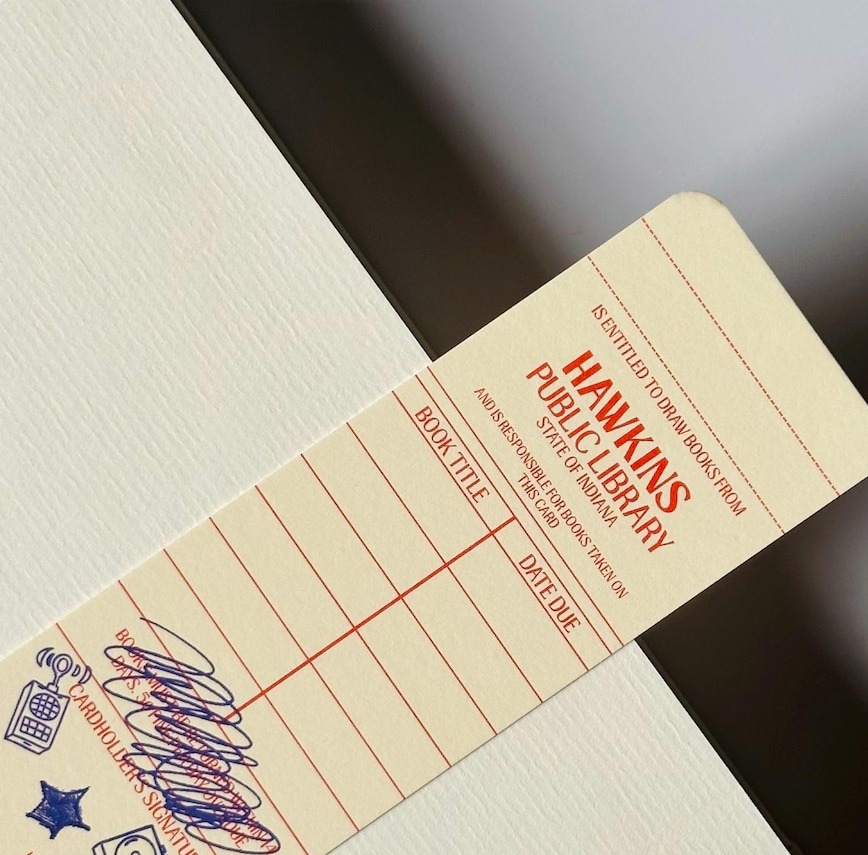 IS ENTITLED TO DRAW BOOKS FROM
HAWKINS
PUBLIC LIBRARY
STATE OF INDIANA
AND IS RESPONSIBLE FOR BOOKS TAKEN ON
THIS CARD
BOOK TITLE
DATE DUE
CARDHOLDER'S SIGNATUR